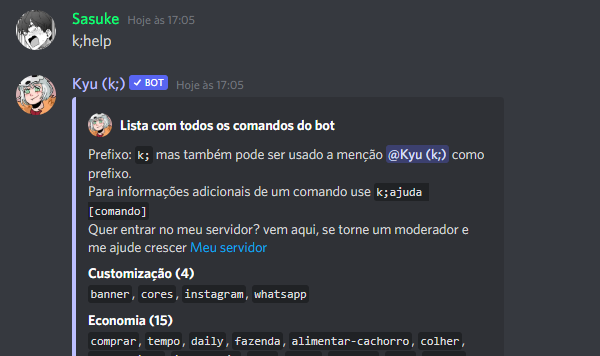 Sasuke Hoje às 17:05
k;help
Kyu (k;) BOT Hoje às 17:05
Lista com todos os comandos do bot
Prefixo: k; mas também pode ser usado a menção @Kyu (k;) como
prefixo.
Para informações adicionais de um comando use k;ajuda
[comando]
Quer entrar no meu servidor? vem aqui, se torne um moderador e
me ajude crescer Meu servidor
Customização (4)
banner, cores, instagram, whatsapp
Economia (15)
comprar, tempo, daily, fazenda, alimentar-cachorro, colher,